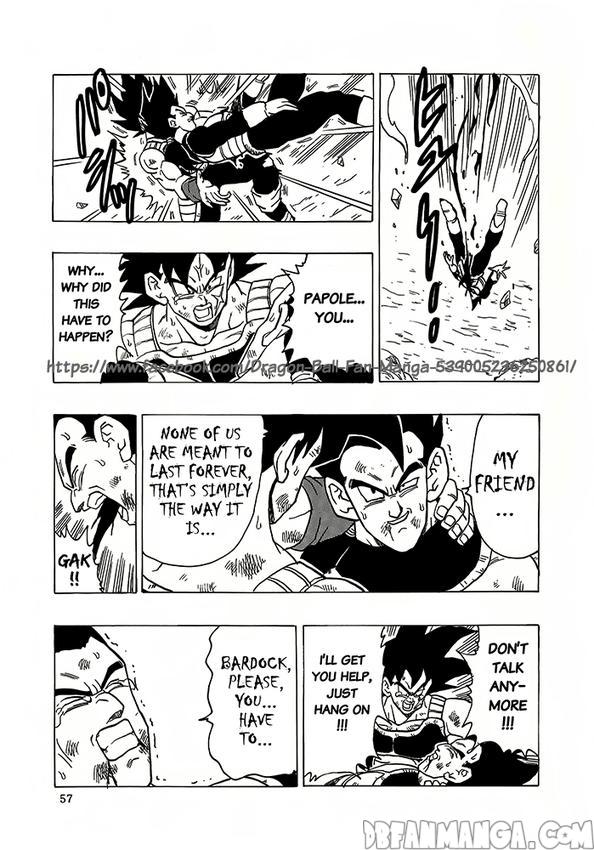 PAPOLE...
YOU...
WHY...
WHY DID
THIS
HAVE TO
HAPPEN?
https://www.facebook.com/Dragon-Ball-Fan-Manga-539005236250861/
MY
FRIEND
...
NONE OF US
ARE MEANT TO
LAST FOREVER,
THAT'S SIMPLY
THE WAY IT
IS...
GAK
!!
DON'T
TALK
ANY-
MORE
!!!
I'LL GET
YOU HELP,
JUST
HANG ON
!!!
BARDOCK,
PLEASE,
YOU...
HAVE
TO...
57
DBFANMANGA.COM